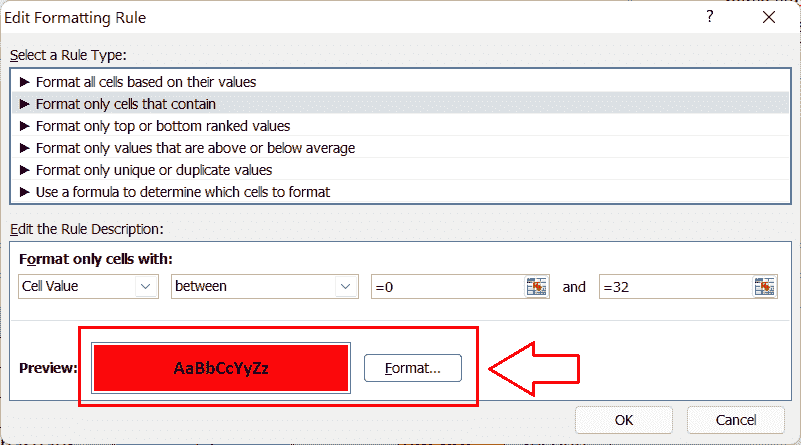 Edit Formatting Rule ?
Select a Rule Type:
► Format all cells based on their values
► Format only cells that contain
► Format only top or bottom ranked values
► Format only values that are above or below average
► Format only unique or duplicate values
► Use a formula to determine which cells to format
Edit the Rule Description:
Format only cells with:
Cell Value between =0 and =32
Preview: AaBbCcYyZz Format...
OK Cancel